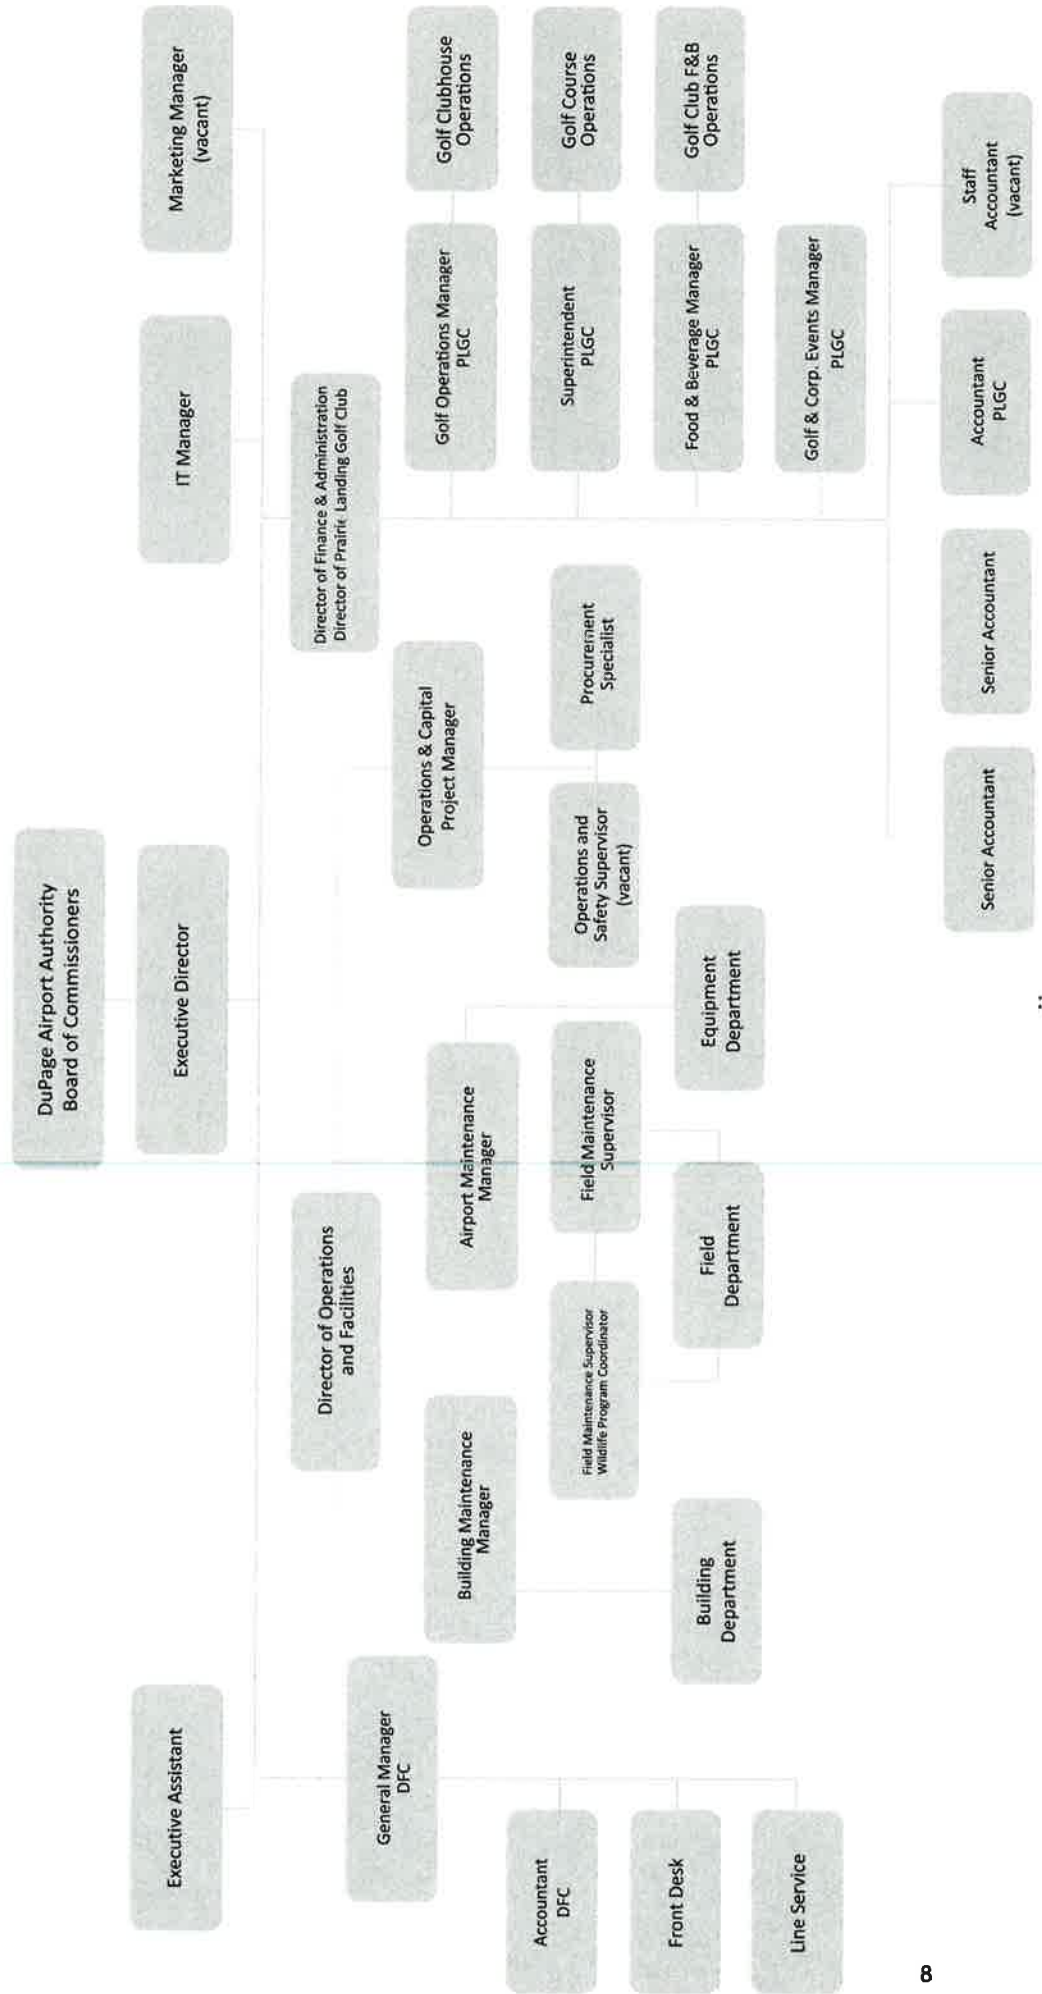 DuPage Airport Authority
Board of Commissioners
Executive Director
Executive Assistant
IT Manager
Marketing Manager
(vacant)
General Manager
DFC
Accountant
DFC
Front Desk
Line Service
Director of Operations
and Facilities
Building Maintenance
Manager
Building
Department
Airport Maintenance
Manager
Field Maintenance Supervisor
Wildlife Program Coordinator
Field Maintenance
Supervisor
Field
Department
Equipment
Department
Operations & Capital
Project Manager
Operations and
Safety Supervisor
(vacant)
Procurement
Specialist
Director of Finance & Administration
Director of Prairie Landing Golf Club
Golf Operations Manager
PLGC
Golf Clubhouse
Operations
Superintendent
PLGC
Golf Course
Operations
Food & Beverage Manager
PLGC
Golf Club F&B
Operations
Golf & Corp. Events Manager
PLGC
Senior Accountant
Senior Accountant
Accountant
PLGC
Staff
Accountant
(vacant)
8